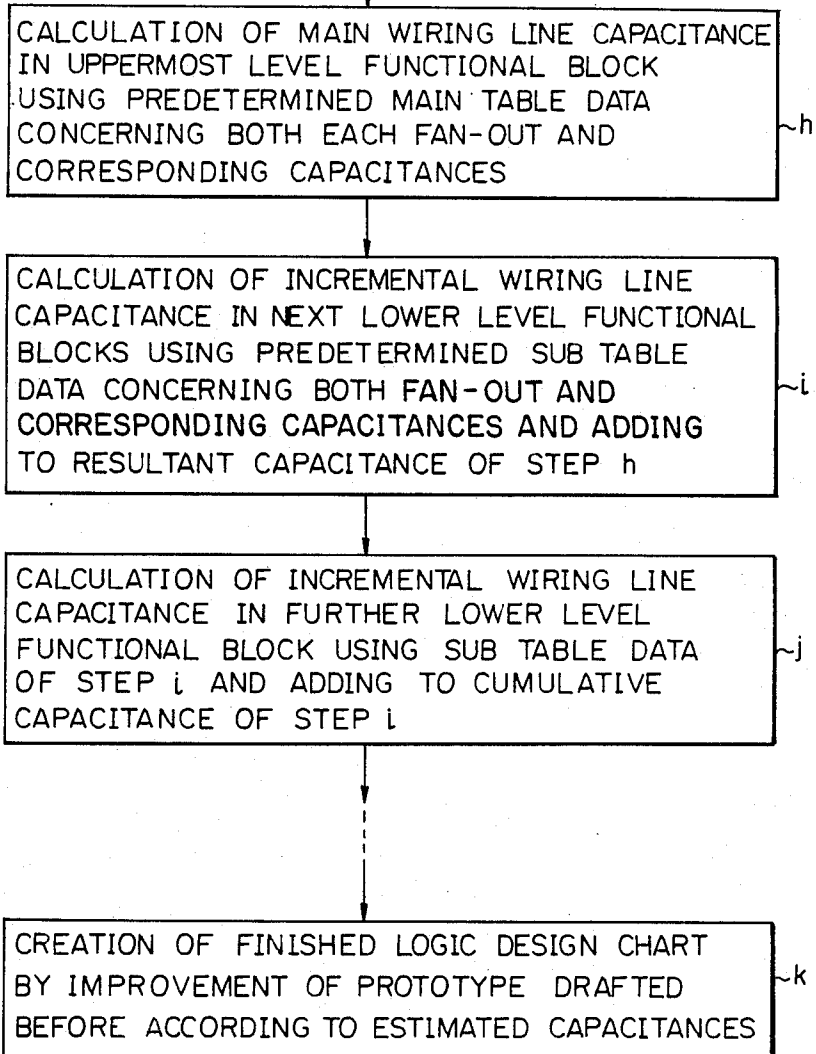 CALCULATION OF MAIN WIRING LINE CAPACITANCE
IN UPPERMOST LEVEL FUNCTIONAL BLOCK
USING PREDETERMINED MAIN TABLE DATA
CONCERNING BOTH EACH FAN-OUT AND
CORRESPONDING CAPACITANCES
~h
CALCULATION OF INCREMENTAL WIRING LINE
CAPACITANCE IN NEXT LOWER LEVEL FUNCTIONAL
BLOCKS USING PREDETERMINED SUB TABLE
DATA CONCERNING BOTH FAN-OUT AND
CORRESPONDING CAPACITANCES AND ADDING
TO RESULTANT CAPACITANCE OF STEP h
~i
CALCULATION OF INCREMENTAL WIRING LINE
CAPACITANCE IN FURTHER LOWER LEVEL
FUNCTIONAL BLOCK USING SUB TABLE DATA
OF STEP i AND ADDING TO CUMULATIVE
CAPACITANCE OF STEP i
~j
CREATION OF FINISHED LOGIC DESIGN CHART
BY IMPROVEMENT OF PROTOTYPE DRAFTED
BEFORE ACCORDING TO ESTIMATED CAPACITANCES
~k